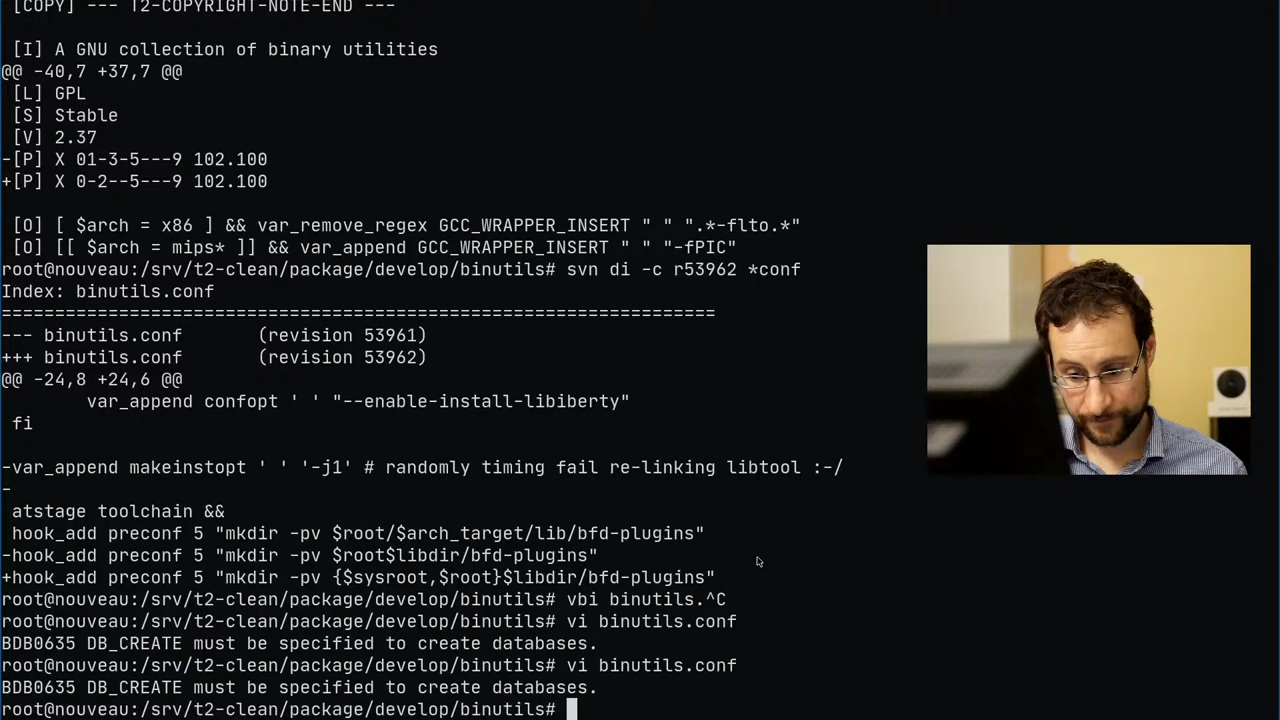 [COPY] --- T2-COPYRIGHT-NOTE-END ---
[I] A GNU collection of binary utilities
@@ -40,7 +37,7 @@
[L] GPL
[S] Stable
[V] 2.37
-[P] X 01-3-5---9 102.100
+[P] X 0-2--5---9 102.100
[O] [ $arch = x86 ] && var_remove_regex GCC_WRAPPER_INSERT " " ".*-flto.*"
[O] [[ $arch = mips* ]] && var_append GCC_WRAPPER_INSERT " " "-fPIC"
root@nouveau:/srv/t2-clean/package/develop/binutils# svn di -c r53962 *conf
Index: binutils.conf
===================================================================
--- binutils.conf       (revision 53961)
+++ binutils.conf       (revision 53962)
@@ -24,8 +24,6 @@
        var_append confopt ' ' "--enable-install-libiberty"
 fi
-var_append makeinstopt ' ' '-j1' # randomly timing fail re-linking libtool :-/
-
 atstage toolchain &&
 hook_add preconf 5 "mkdir -pv $root/$arch_target/lib/bfd-plugins"
-hook_add preconf 5 "mkdir -pv $root$libdir/bfd-plugins"
+hook_add preconf 5 "mkdir -pv {$sysroot,$root}$libdir/bfd-plugins"
root@nouveau:/srv/t2-clean/package/develop/binutils# vbi binutils.^C
root@nouveau:/srv/t2-clean/package/develop/binutils# vi binutils.conf
BDB0635 DB_CREATE must be specified to create databases.
root@nouveau:/srv/t2-clean/package/develop/binutils# vi binutils.conf
BDB0635 DB_CREATE must be specified to create databases.
root@nouveau:/srv/t2-clean/package/develop/binutils#